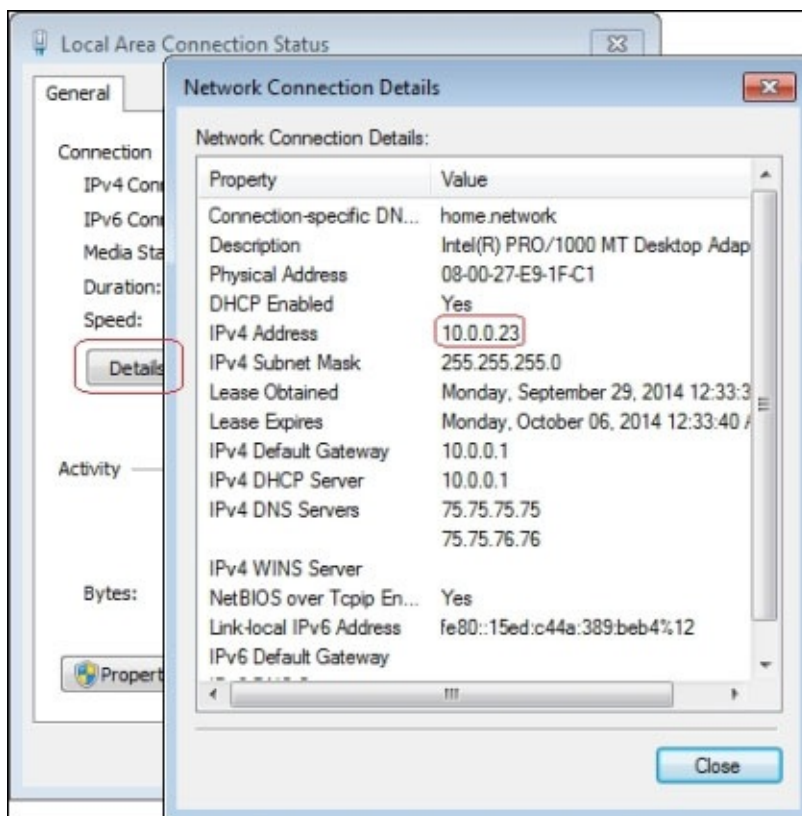 Local Area Connection Status
General
Connection
IPv4 Con
IPv6 Con
Media Sta
Duration:
Speed:
Details
Activity
Bytes:
Propert
Network Connection Details
Network Connection Details:
Property Value
Connection-specific DN... home.network
Description Intel(R) PRO/1000 MT Desktop Adap
Physical Address 08-00-27-E9-1F-C1
DHCP Enabled Yes
IPv4 Address 10.0.0.23
IPv4 Subnet Mask 255.255.255.0
Lease Obtained Monday, September 29, 2014 12:33:3
Lease Expires Monday, October 06, 2014 12:33:40
IPv4 Default Gateway 10.0.0.1
IPv4 DHCP Server 10.0.0.1
IPv4 DNS Servers 75.75.75.75
75.75.76.76
IPv4 WINS Server
NetBIOS over Tcpip En... Yes
Link-local IPv6 Address fe80::15ed:c44a:389:beb4%12
IPv6 Default Gateway
Close